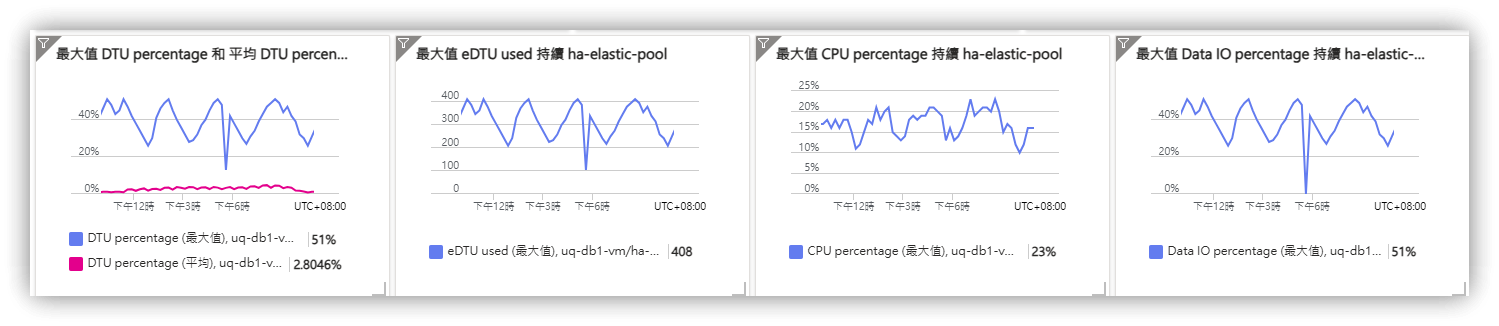 最大值 DTU percentage 和 平均 DTU percen...
40%
20%
0%
下午12時 下午3時 下午6時 UTC+08:00
DTU percentage (最大值), uq-db1-v... 51%
DTU percentage (平均), uq-db1-v... 2.8046%
最大值 eDTU used 持續 ha-elastic-pool
400
300
200
100
0
下午12時 下午3時 下午6時 UTC+08:00
eDTU used (最大值), uq-db1-vm/ha-... 408
最大值 CPU percentage 持續 ha-elastic-pool
25%
20%
15%
10%
5%
0%
下午12時 下午3時 下午6時 UTC+08:00
CPU percentage (最大值), uq-db1-v... 23%
最大值 Data IO percentage 持續 ha-elastic-...
40%
20%
0%
下午12時 下午3時 下午6時 UTC+08:00
Data IO percentage (最大值), uq-db1... 51%